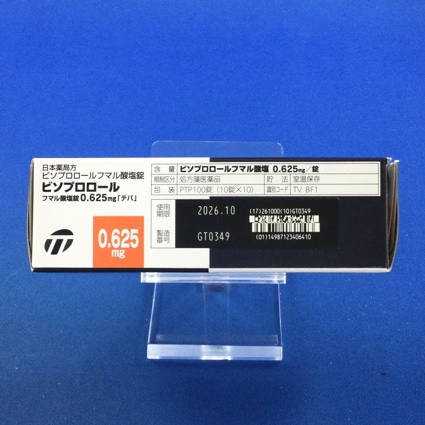 日本薬局方
ビソプロロールフマル酸塩錠
ビソプロロール
フマル酸塩錠0.625mg「テバ」
0.625
mg
含 量 ビソプロロールフマル酸塩 0.625mg/錠
規制区分 処方箋医薬品 貯 法 室温保存
包 装 PTP100錠(10錠×10) 識別コード TV BF1
使用
期限
2026.10
製造
番号
GT0349
(17)261000(10)GT0349
(01)14987123406410